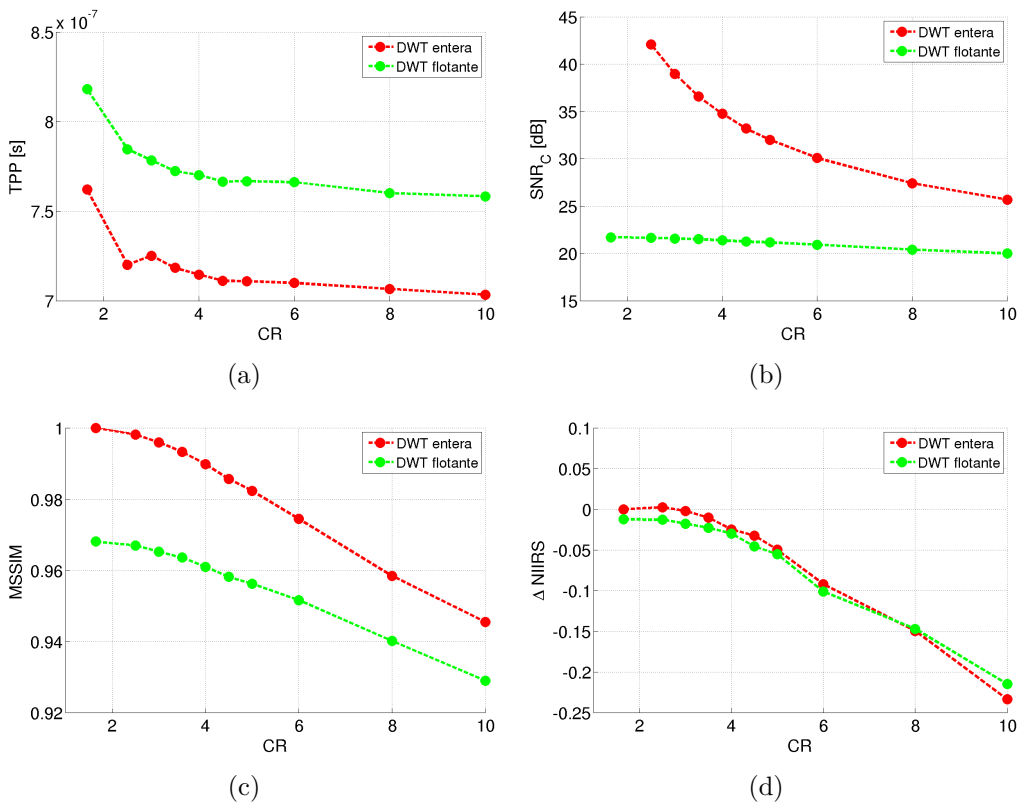 x 10⁻⁷
8.5
8
7.5
7
TPP [s]
2 4 6 8 10
CR
DWT entera
DWT flotante
(a)
45
40
35
30
25
20
15
SNR_C [dB]
2 4 6 8 10
CR
DWT entera
DWT flotante
(b)
1
0.98
0.96
0.94
0.92
MSSIM
2 4 6 8 10
CR
DWT entera
DWT flotante
(c)
0.1
0.05
0
-0.05
-0.1
-0.15
-0.2
-0.25
Δ NIIRS
2 4 6 8 10
CR
DWT entera
DWT flotante
(d)